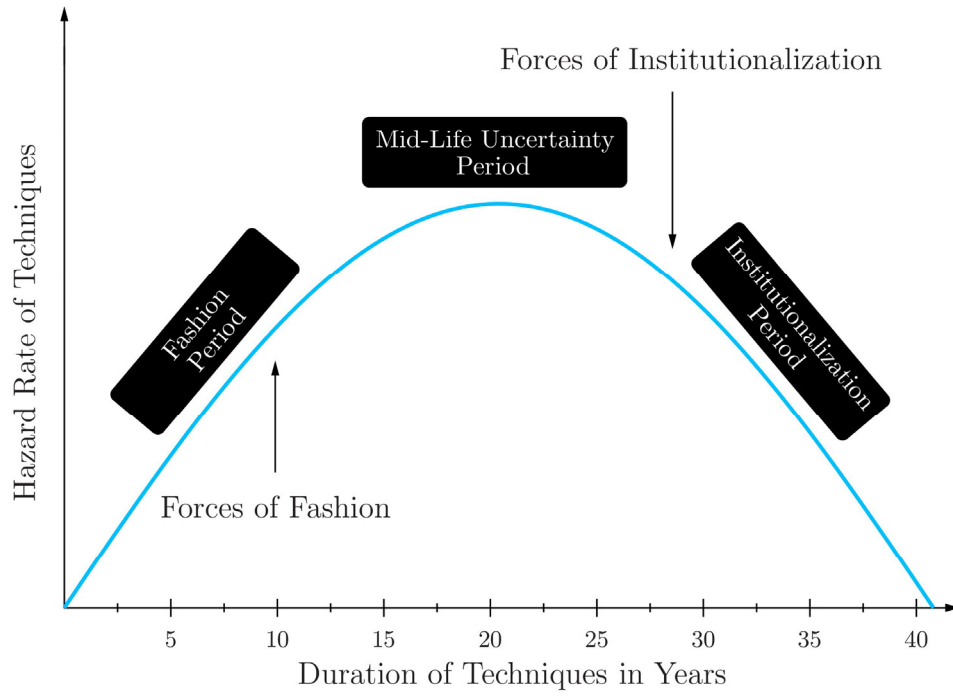 Forces of Institutionalization
Mid-Life Uncertainty
Period
Fashion
Period
Institutionalization
Period
Forces of Fashion
Hazard Rate of Techniques
5 10 15 20 25 30 35 40
Duration of Techniques in Years